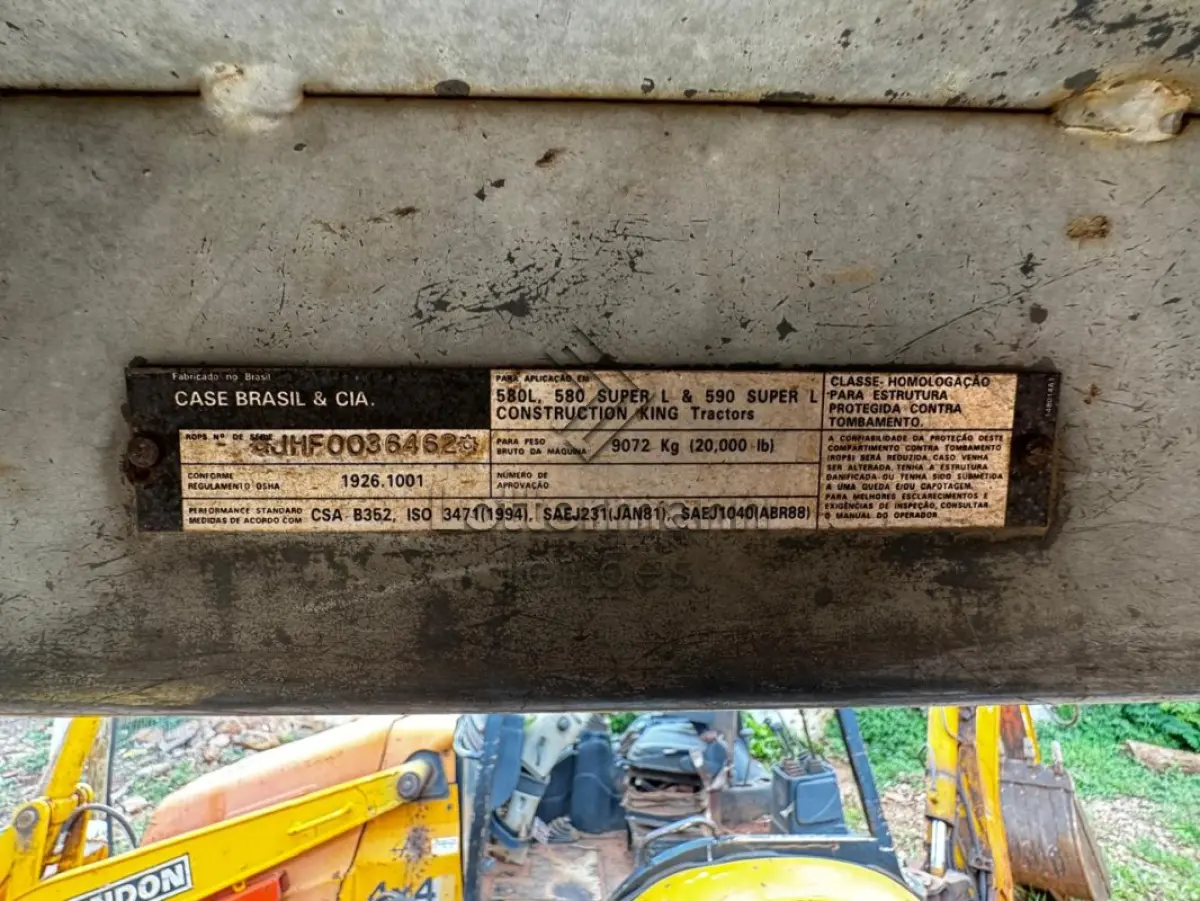 Fabricado no Brasil
CASE BRASIL & CIA.
ROPS Nº DE SÉRIE
JHF0036462
CONFORME
REGULAMENTO OSHA
1926.1001
PERFORMANCE STANDARD
MEDIDAS DE ACORDO COM
CSA B352, ISO 3471(1994), SAEJ231(JAN81), SAEJ1040(ABR88)
PARA APLICAÇÃO EM
580L, 580 SUPER L & 590 SUPER L
CONSTRUCTION KING Tractors
PARA PESO
BRUTO DA MÁQUINA
9072 Kg (20,000 lb)
NÚMERO DE
APROVAÇÃO
CLASSE- HOMOLOGAÇÃO
PARA ESTRUTURA
PROTEGIDA CONTRA
TOMBAMENTO.
A CONFIABILIDADE DA PROTEÇÃO DESTE
COMPARTIMENTO CONTRA TOMBAMENTO
(ROPS) SERÁ REDUZIDA, CASO VENHA
SER ALTERADA, TENHA A ESTRUTURA
DANIFICADA OU TENHA SIDO SUBMETIDA
A UMA QUEDA E/OU CAPOTAGEM.
PARA MELHORES ESCLARECIMENTOS E
EXIGÊNCIAS DE INSPEÇÃO, CONSULTAR
O MANUAL DO OPERADOR
leilões
NDON
4x4